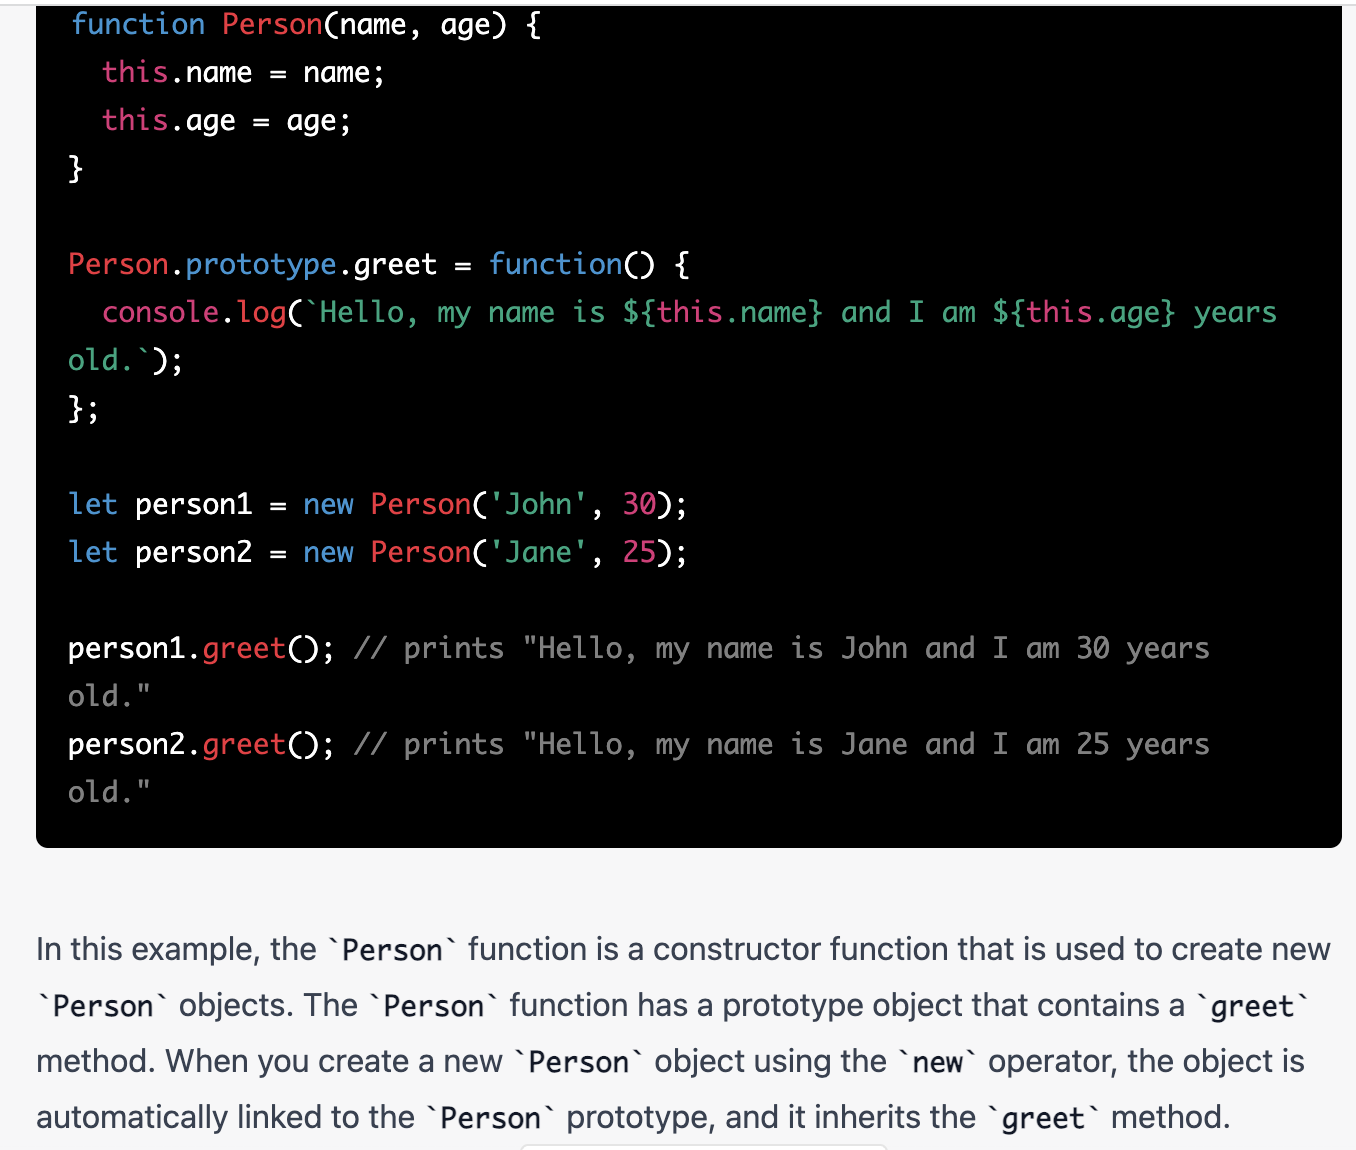 function Person(name, age) {
  this.name = name;
  this.age = age;
}

Person.prototype.greet = function() {
  console.log(`Hello, my name is ${this.name} and I am ${this.age} years
old.`);
};

let person1 = new Person('John', 30);
let person2 = new Person('Jane', 25);

person1.greet(); // prints "Hello, my name is John and I am 30 years
old."
person2.greet(); // prints "Hello, my name is Jane and I am 25 years
old."

In this example, the `Person` function is a constructor function that is used to create new
`Person` objects. The `Person` function has a prototype object that contains a `greet`
method. When you create a new `Person` object using the `new` operator, the object is
automatically linked to the `Person` prototype, and it inherits the `greet` method.